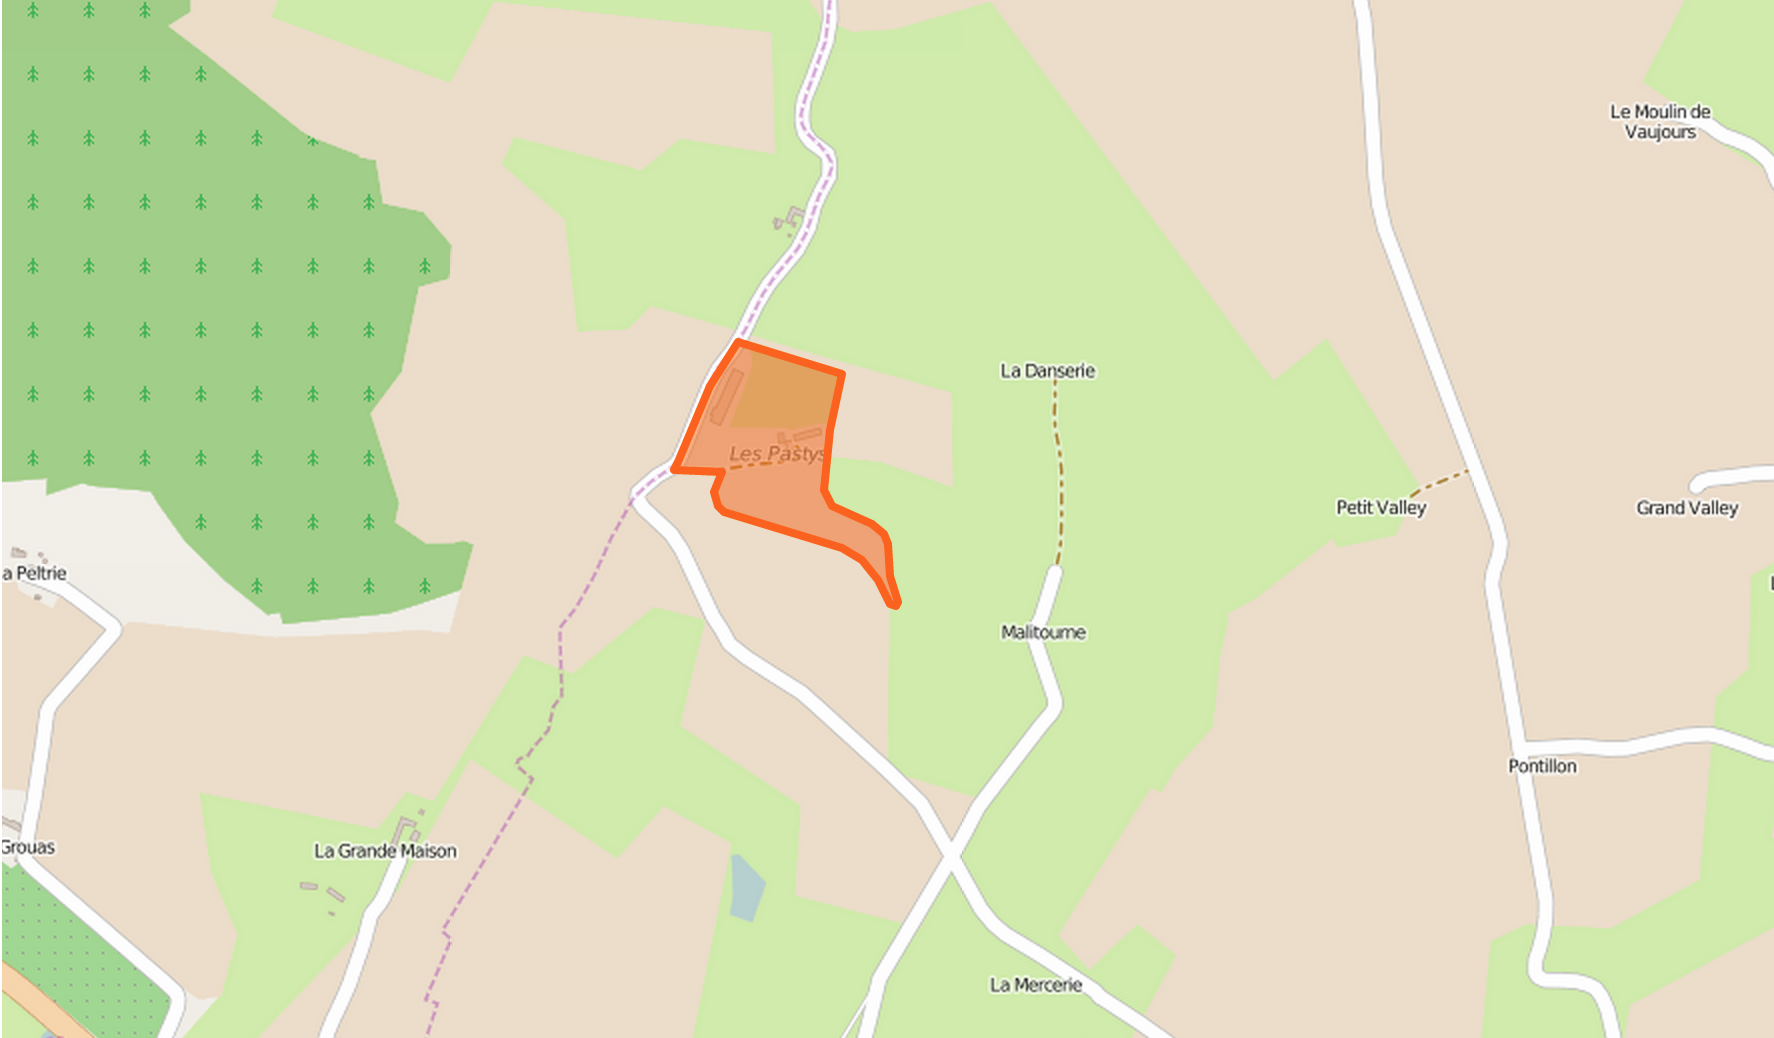 Le Moulin de
Vaujours
La Danserie
Les Pastys
Petit Valley
Grand Valley
a Peltrie
Malitourne
Pontillon
Grouas
La Grande Maison
La Mercerie